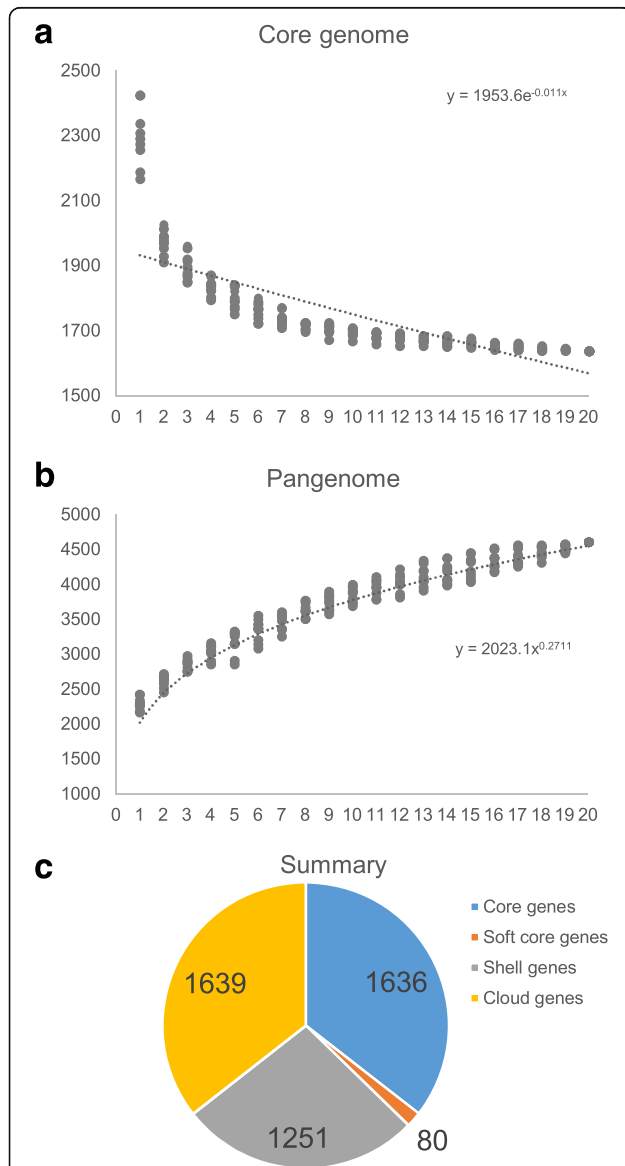 a
Core genome
2500
2300
2100
1900
1700
1500
y = 1953.6e-0.011x
0 1 2 3 4 5 6 7 8 9 10 11 12 13 14 15 16 17 18 19 20
b
Pangenome
5000
4500
4000
3500
3000
2500
2000
1500
1000
y = 2023.1x0.2711
0 1 2 3 4 5 6 7 8 9 10 11 12 13 14 15 16 17 18 19 20
c
Summary
Core genes
Soft core genes
Shell genes
Cloud genes
1639
1636
1251
80